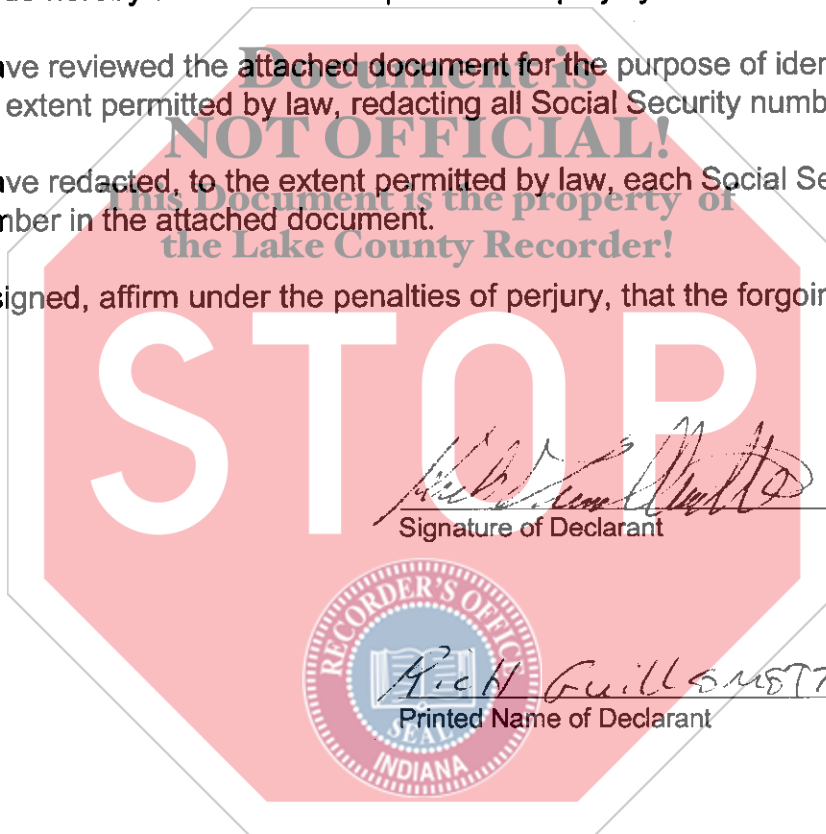 ave reviewed the attached document for the purpose of iden
Document is
extent permitted by law, redacting all Social Security numb
NOT OFFICIAL!
ave redacted, to the extent permitted by law, each Social Se
This Document is the property of
mber in the attached document.
the Lake County Recorder!
signed, affirm under the penalties of perjury, that the forgoin
STOP
Signature of Declarant
RECORDER'S OFFICE
SEAL
INDIANA
Rich
Printed Name of Declarant